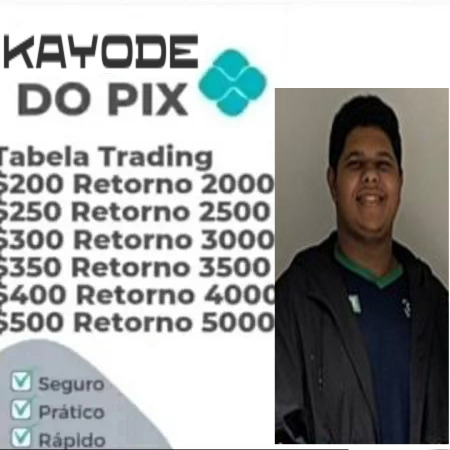 KAYODE
DO PIX
Tabela Trading
$200 Retorno 2000
$250 Retorno 2500
$300 Retorno 3000
$350 Retorno 3500
$400 Retorno 4000
$500 Retorno 5000
Seguro
Prático
Rápido